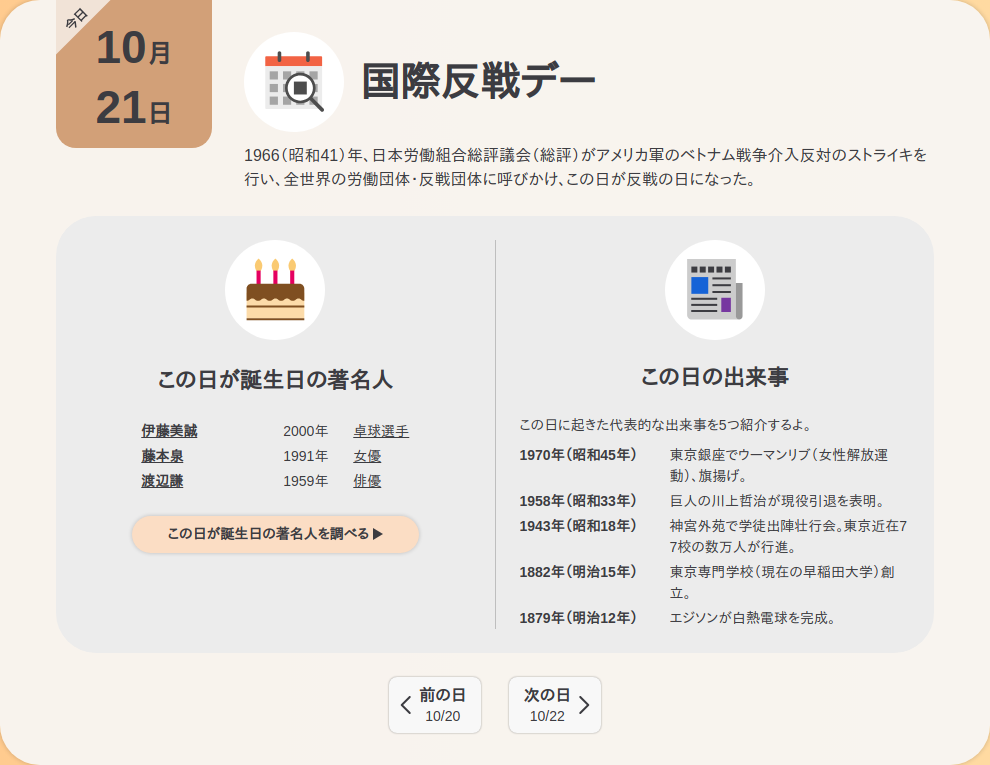 今日
10月
21日
国際反戦デー
1966(昭和41)年、日本労働組合総評議会(総評)がアメリカ軍のベトナム戦争介入反対のストライキを
行い、全世界の労働団体・反戦団体に呼びかけ、この日が反戦の日になった。
この日が誕生日の著名人
伊藤美誠 2000年 卓球選手
藤本泉 1991年 女優
渡辺謙 1959年 俳優
この日が誕生日の著名人を調べる▶
この日の出来事
この日に起きた代表的な出来事を5つ紹介するよ。
1970年(昭和45年) 東京銀座でウーマンリブ(女性解放運
動)、旗揚げ。
1958年(昭和33年) 巨人の川上哲治が現役引退を表明。
1943年(昭和18年) 神宮外苑で学徒出陣壮行会。東京近在7
7校の数万人が行進。
1882年(明治15年) 東京専門学校(現在の早稲田大学)創
立。
1879年(明治12年) エジソンが白熱電球を完成。
前の日
10/20
次の日
10/22